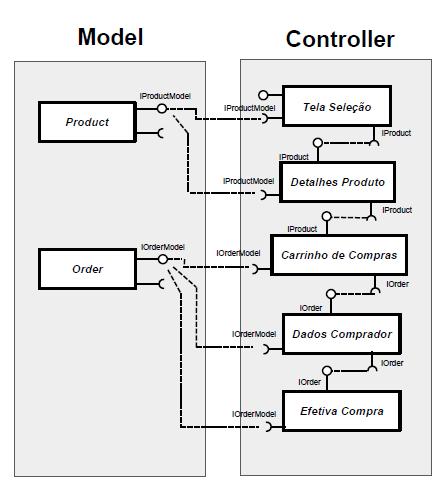 Model
Controller
IProductModel
IProductModel
Tela Seleção
Product
IProduct
IProduct
IProductModel
Detalhes Produto
IProduct
IProduct
IOrderModel
IOrderModel
Carrinho de Compras
Order
IOrder
IOrder
IOrderModel
Dados Comprador
IOrder
IOrder
IOrderModel
Efetiva Compra